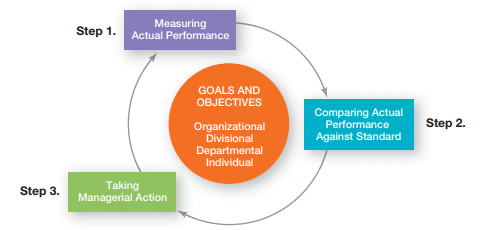 Step 1.
Measuring
Actual Performance
GOALS AND
OBJECTIVES
Organizational
Divisional
Departmental
Individual
Comparing Actual
Performance
Against Standard
Step 2.
Step 3.
Taking
Managerial Action